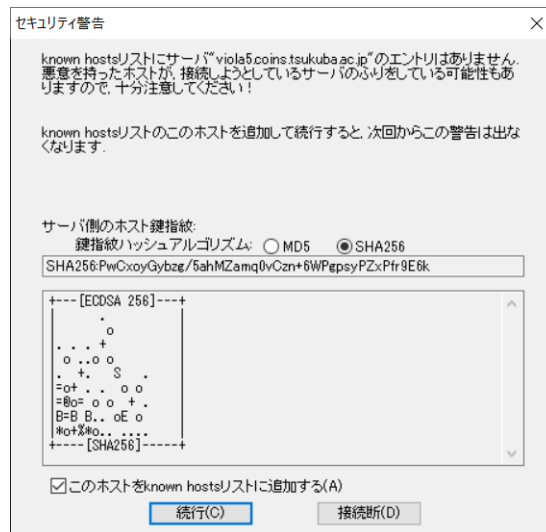 セキュリティ警告
known hostsリストにサーバ"viola5.coins.tsukuba.ac.jp"のエントリはありません.
悪意を持ったホストが, 接続しようとしているサーバのふりをしている可能性もあ
りますので, 十分注意してください!
known hostsリストのこのホストを追加して続行すると, 次回からこの警告は出な
くなります.
サーバ側のホスト鍵指紋:
鍵指紋ハッシュアルゴリズム: MD5 SHA256
SHA256:PwCxoyGybzg/5ahMZamq0vCzn+6WPgpsyPZxPfr9E6k
+---[ECDSA 256]---+
|       .         |
|        o        |
|. . . +          |
| o ..o o         |
|.  +.   S   .    |
|=o+ . .  o o     |
|=@o= o o  + .    |
|B=B B.. oE o     |
|*o+%*o.. ....    |
+----[SHA256]-----+
このホストをknown hostsリストに追加する(A)
続行(C) 接続断(D)